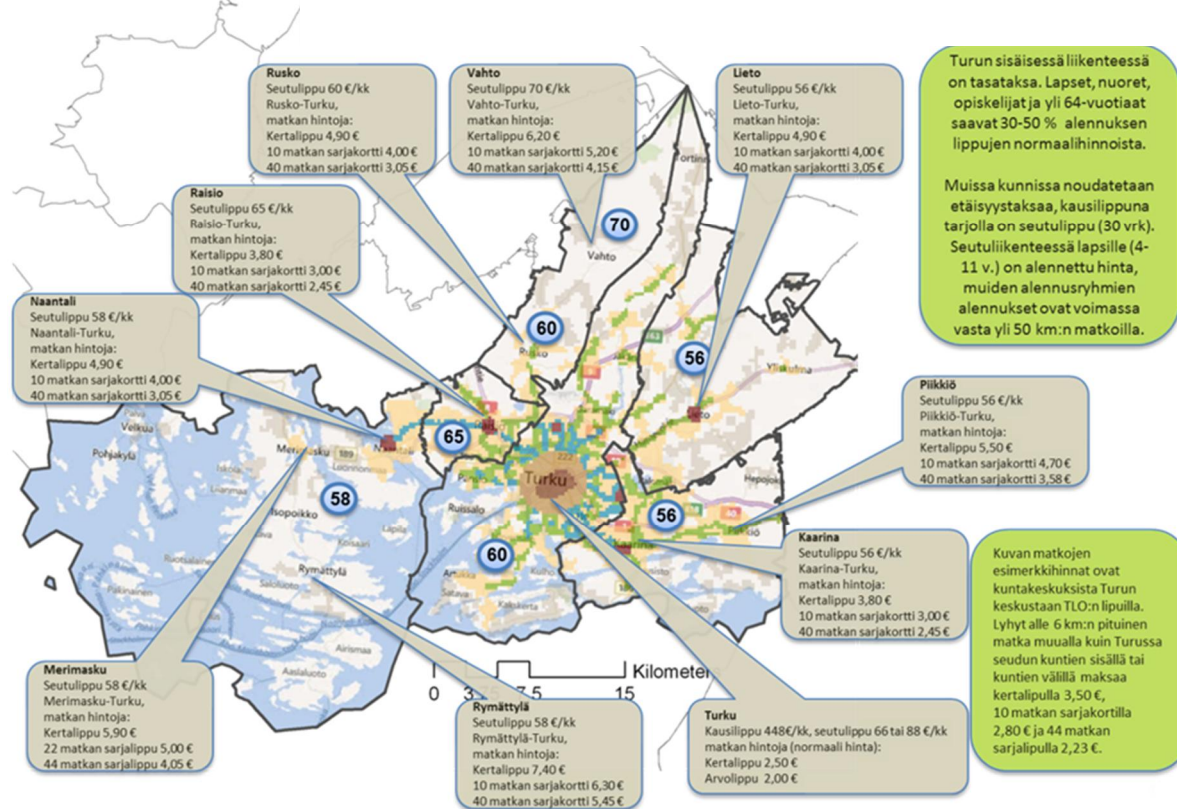 Rusko
Seutulippu 60 €/kk
Rusko-Turku,
matkan hintoja:
Kertalippu 4,90 €
10 matkan sarjakortti 4,00 €
40 matkan sarjakortti 3,05 €
Vahto
Seutulippu 70 €/kk
Vahto-Turku,
matkan hintoja:
Kertalippu 6,20 €
10 matkan sarjakortti 5,20 €
40 matkan sarjakortti 4,15 €
Lieto
Seutulippu 56 €/kk
Lieto-Turku,
matkan hintoja:
Kertalippu 4,90 €
10 matkan sarjakortti 4,00 €
40 matkan sarjakortti 3,05 €
Turun sisäisessä liikenteessä
on tasataksa. Lapset, nuoret,
opiskelijat ja yli 64-vuotiaat
saavat 30-50 % alennuksen
lippujen normaalihinnoista.
Muissa kunnissa noudatetaan
etäisyystaksaa, kausilippuna
tarjolla on seutulippu (30 vrk).
Seutuliikenteessä lapsille (4-
11 v.) on alennettu hinta,
muiden alennusryhmien
alennukset ovat voimassa
vasta yli 50 km:n matkoilla.
Raisio
Seutulippu 65 €/kk
Raisio-Turku,
matkan hintoja:
Kertalippu 3,80 €
10 matkan sarjakortti 3,00 €
40 matkan sarjakortti 2,45 €
Naantali
Seutulippu 58 €/kk
Naantali-Turku,
matkan hintoja:
Kertalippu 4,90 €
10 matkan sarjakortti 4,00 €
40 matkan sarjakortti 3,05 €
70
Vahto
60
56
65
58
56
60
Velkua
Pohjakylä
189
Isopoikko
Rymättylä
Airismaa
Aaslaluoto
Ruissalo
Satava
Kakskerta
222
Turku
Kaarina
Hepojoki
Piikkiö
Seutulippu 56 €/kk
Piikkiö-Turku,
matkan hintoja:
Kertalippu 5,50 €
10 matkan sarjakortti 4,70 €
40 matkan sarjakortti 3,58 €
Kaarina
Seutulippu 56 €/kk
Kaarina-Turku,
matkan hintoja:
Kertalippu 3,80 €
10 matkan sarjakortti 3,00 €
40 matkan sarjakortti 2,45 €
Kuvan matkojen
esimerkkihinnat ovat
kuntakeskuksista Turun
keskustaan TLO:n lipuilla.
Lyhyt alle 6 km:n pituinen
matka muualla kuin Turussa
seudun kuntien sisällä tai
kuntien välillä maksaa
kertalipulla 3,50 €,
10 matkan sarjakortilla
2,80 € ja 44 matkan
sarjalipulla 2,23 €.
Merimasku
Seutulippu 58 €/kk
Merimasku-Turku,
matkan hintoja:
Kertalippu 5,90 €
22 matkan sarjalippu 5,00 €
44 matkan sarjalippu 4,05 €
0
15
Rymättylä
Seutulippu 58 €/kk
Rymättylä-Turku,
matkan hintoja:
Kertalippu 7,40 €
10 matkan sarjakortti 6,30 €
40 matkan sarjakortti 5,45 €
Turku
Kausilippu 448€/kk, seutulippu 66 tai 88 €/kk
matkan hintoja (normaali hinta):
Kertalippu 2,50 €
Arvolippu 2,00 €